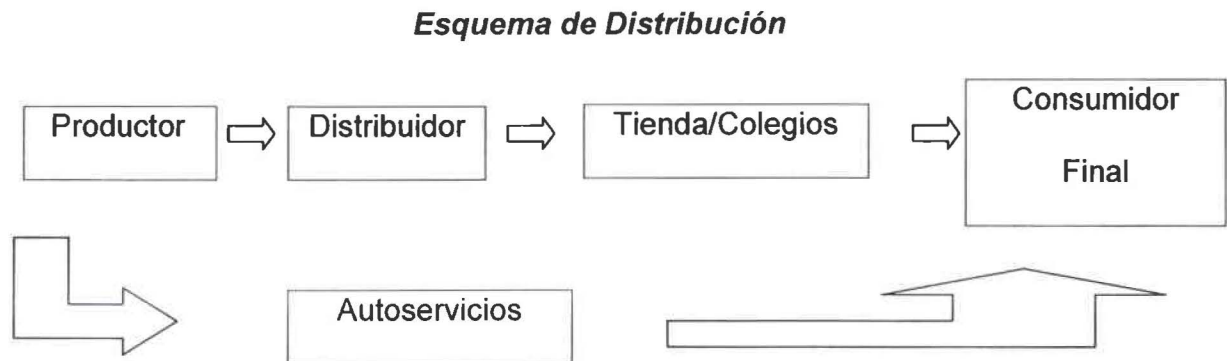 Esquema de Distribución
Productor
Distribuidor
Tienda/Colegios
Consumidor
Final
Autoservicios